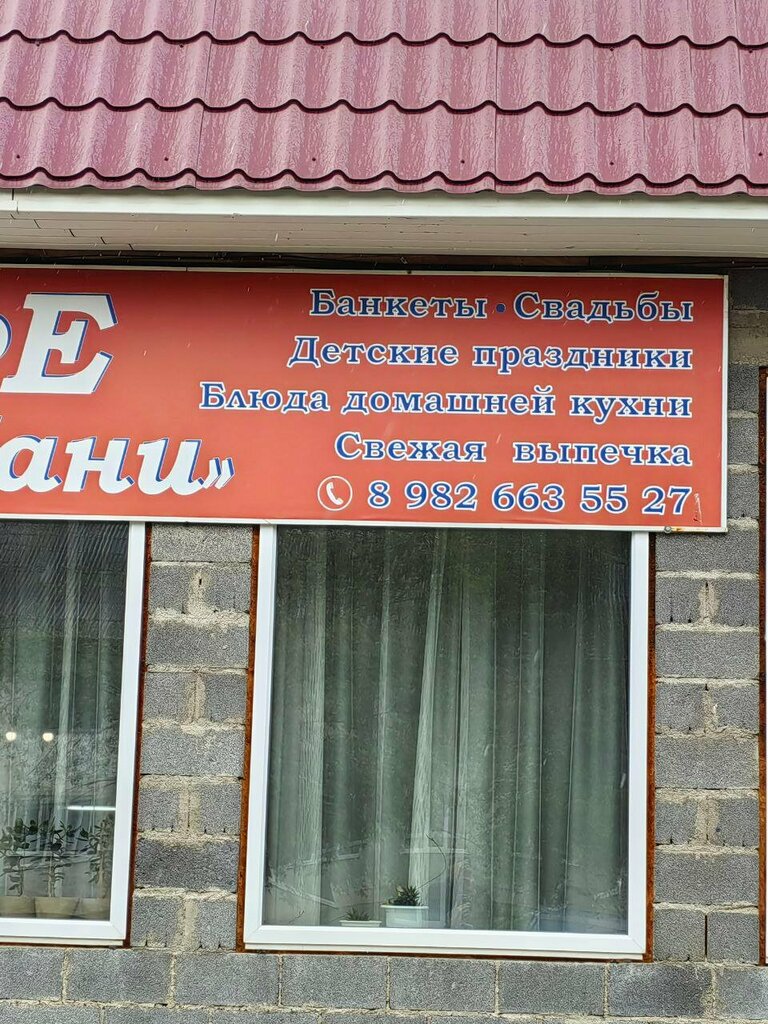 Банкеты • Свадьбы
Детские праздники
Блюда домашней кухни
Свежая выпечка
8 982 663 55 27